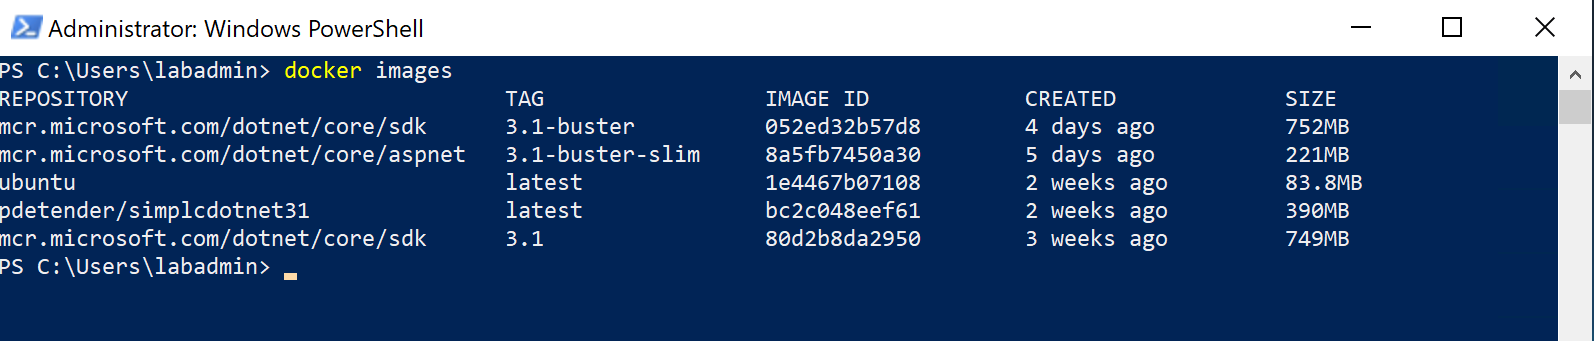 Administrator: Windows PowerShell
PS C:\Users\labadmin> docker images
REPOSITORY TAG IMAGE ID CREATED SIZE
mcr.microsoft.com/dotnet/core/sdk 3.1-buster 052ed32b57d8 4 days ago 752MB
mcr.microsoft.com/dotnet/core/aspnet 3.1-buster-slim 8a5fb7450a30 5 days ago 221MB
ubuntu latest 1e4467b07108 2 weeks ago 83.8MB
pdetender/simplcdotnet31 latest bc2c048eef61 2 weeks ago 390MB
mcr.microsoft.com/dotnet/core/sdk 3.1 80d2b8da2950 3 weeks ago 749MB
PS C:\Users\labadmin>